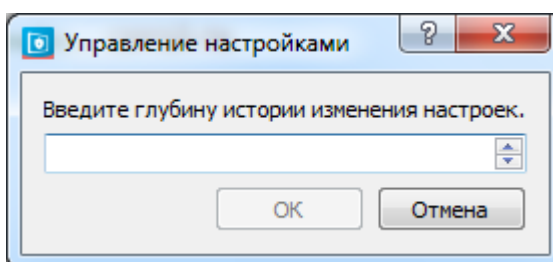 Управление настройками
Введите глубину истории изменения настроек.
OK
Отмена